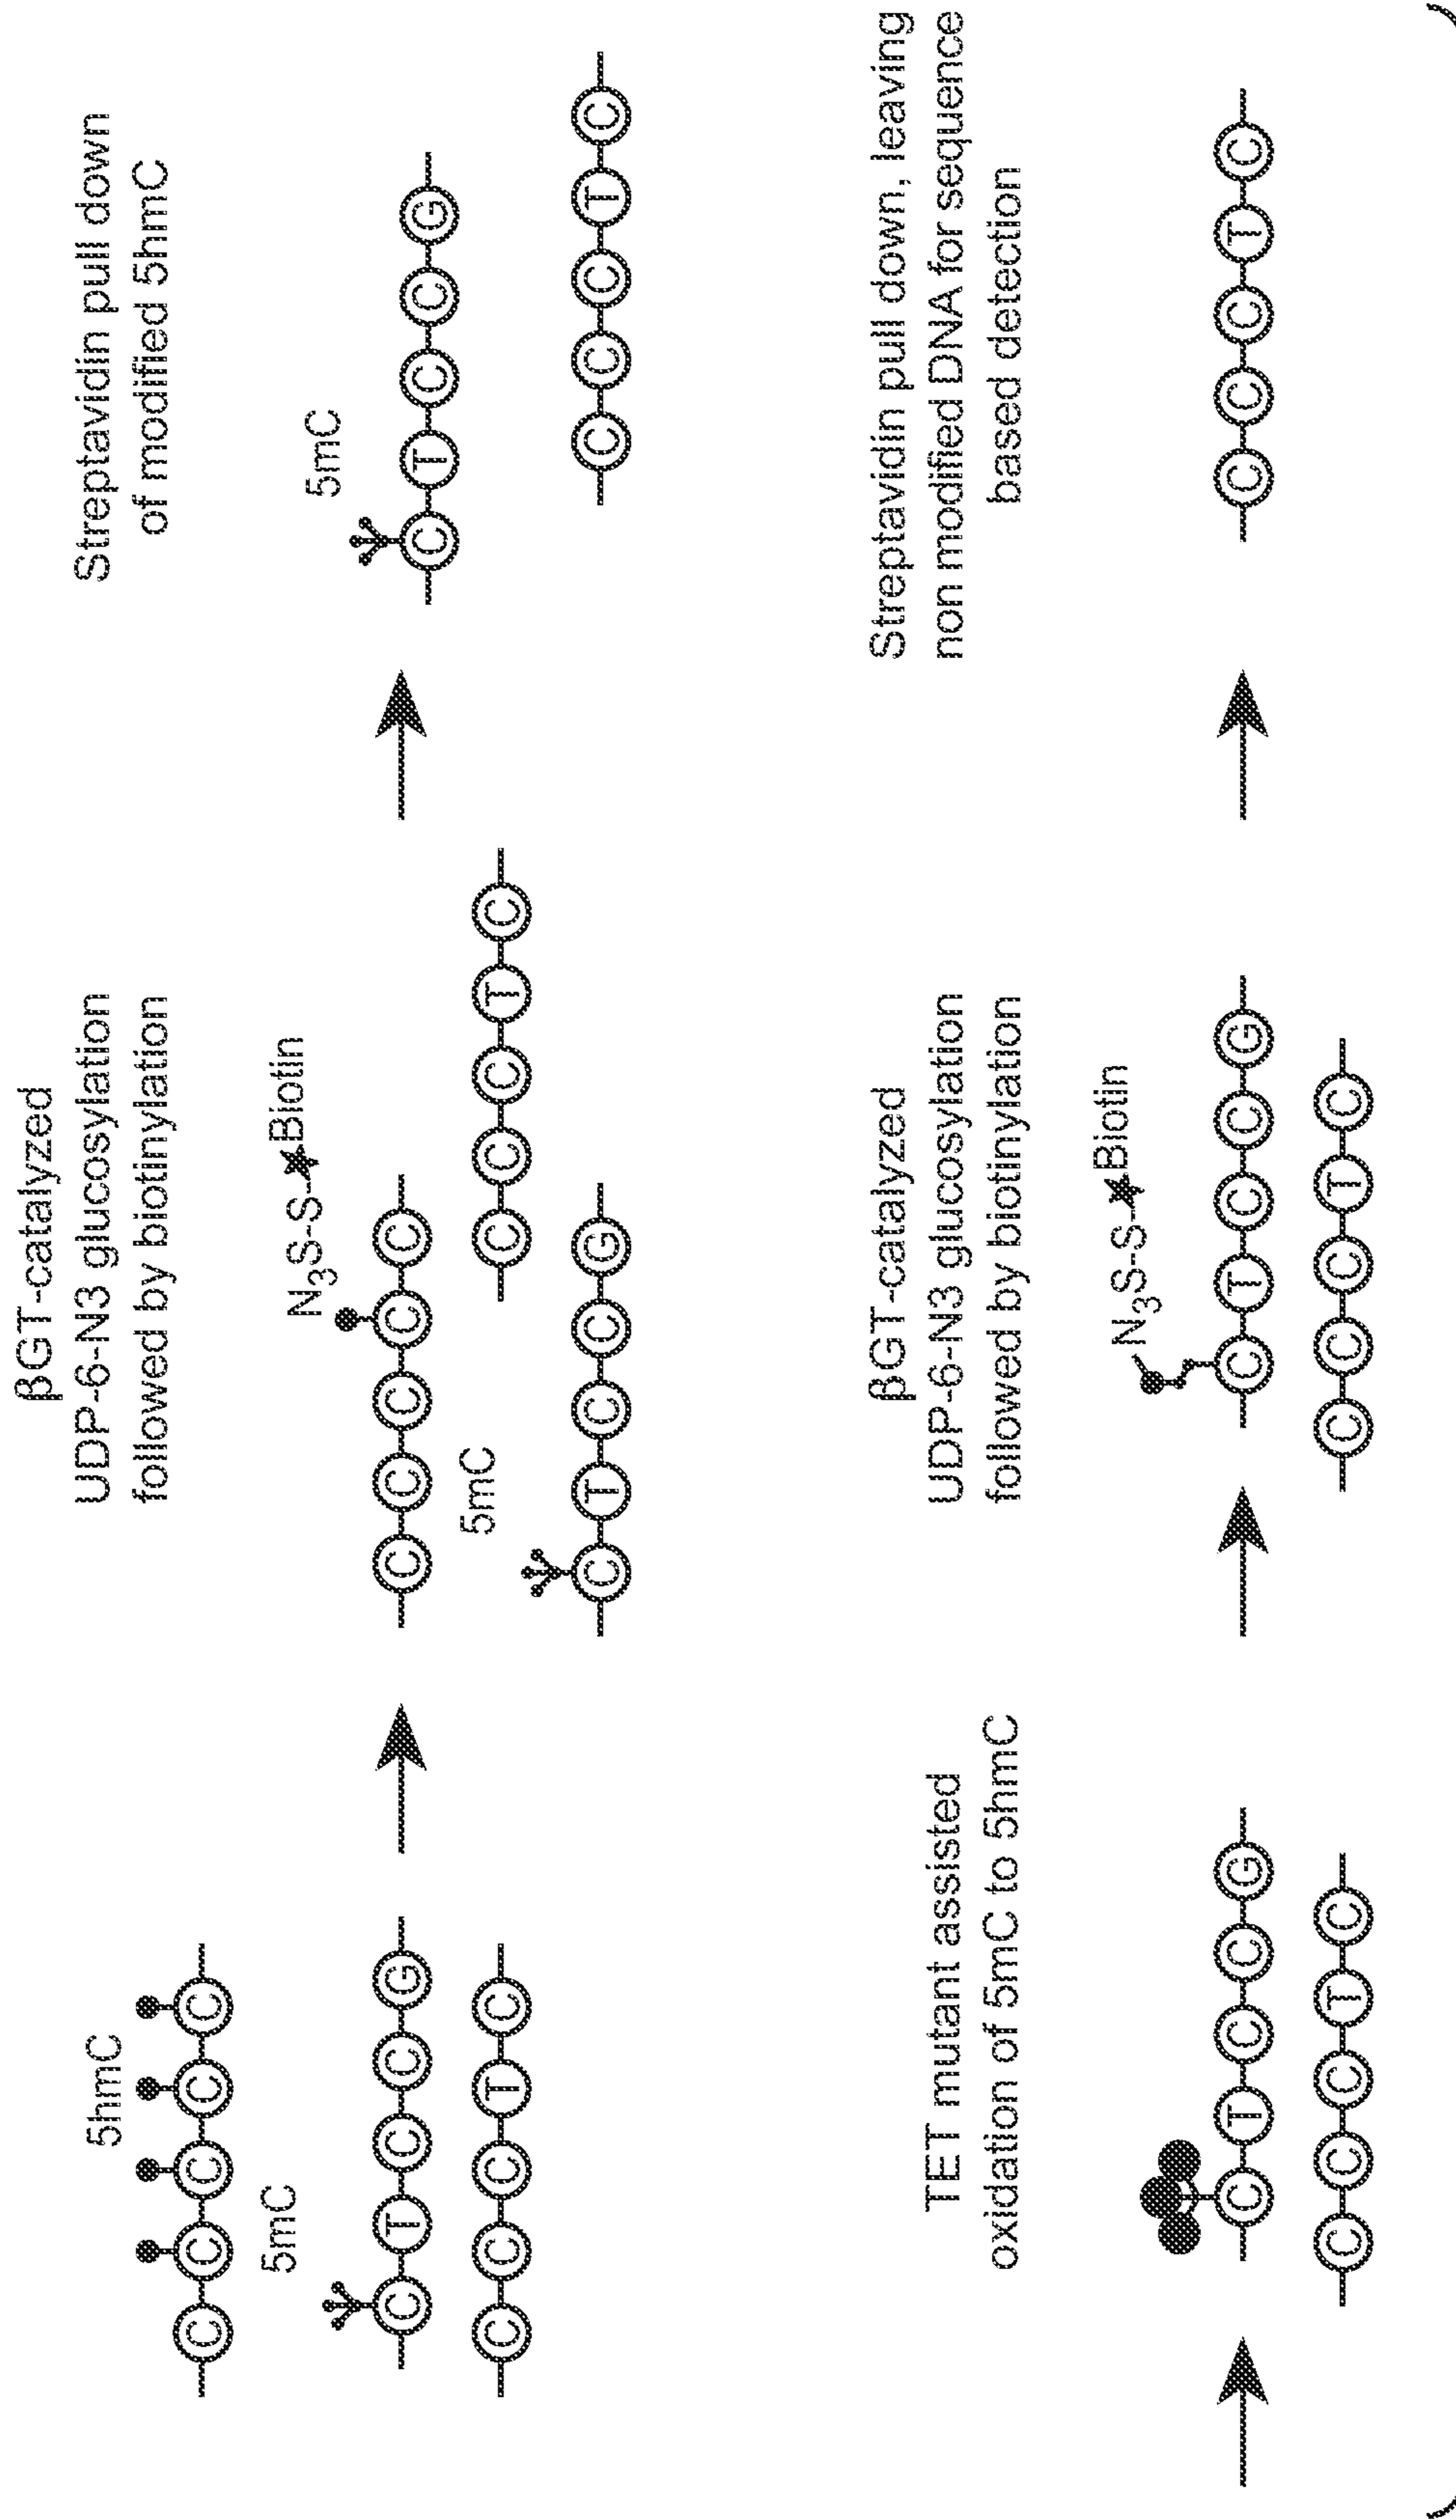 5hmC
C C C C C
5mC
C T C C G
C C C T C
βGT-catalyzed
UDP-6-N3 glucosylation
followed by biotinylation
N3S-S-★Biotin
C C C C C
5mC
C C C T C
C T C C G
Streptavidin pull down
of modified 5hmC
5mC
C T C C G
C C C T C
TET mutant assisted
oxidation of 5mC to 5hmC
C T C C G
C C C T C
βGT-catalyzed
UDP-6-N3 glucosylation
followed by biotinylation
N3S-S-★Biotin
C T C C G
C C C T C
Streptavidin pull down, leaving
non modified DNA for sequence
based detection
C C C T C